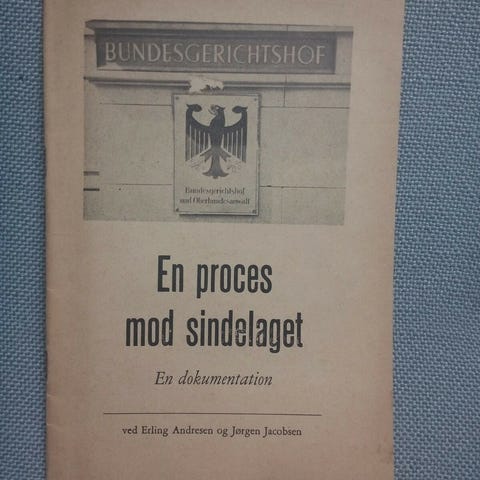 BUNDESGERICHTSHOF
Bundesgerichtshof
und Oberbundesanwalt
En proces
mod sindelaget
En dokumentation
ved Erling Andresen og Jørgen Jacobsen